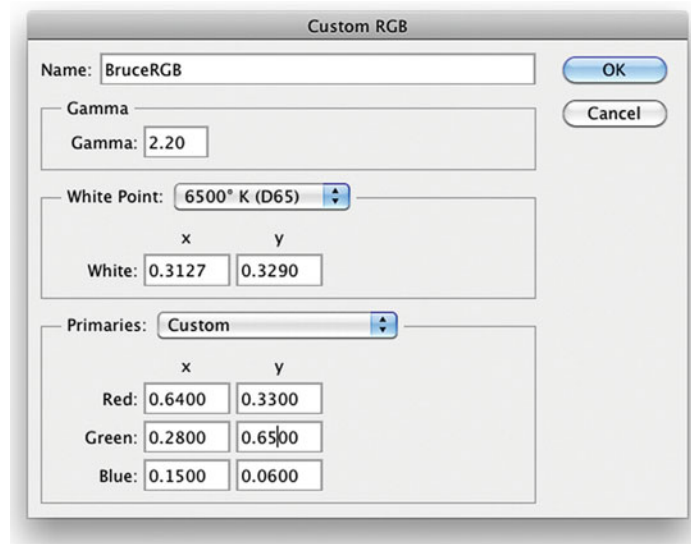 Custom RGB
Name: BruceRGB
OK
Cancel
Gamma
Gamma: 2.20
White Point: 6500° K (D65)
x y
White: 0.3127 0.3290
Primaries: Custom
x y
Red: 0.6400 0.3300
Green: 0.2800 0.6500
Blue: 0.1500 0.0600